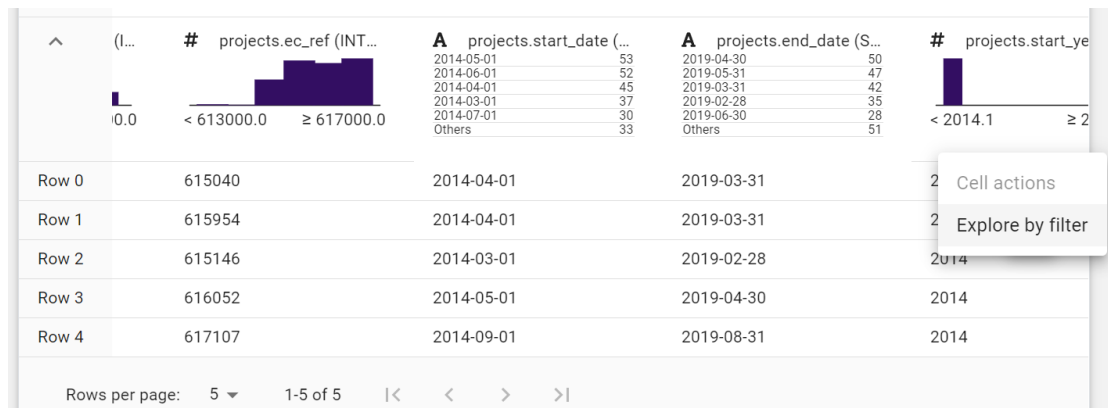 (I... # projects.ec_ref (INT... A projects.start_date (... A projects.end_date (S... # projects.start_ye
2014-05-01 53 2019-04-30 50
2014-06-01 52 2019-05-31 47
2014-04-01 45 2019-03-31 42
2014-03-01 37 2019-02-28 35
2014-07-01 30 2019-06-30 28
Others 33 Others 51
00.0 < 613000.0 ≥ 617000.0 < 2014.1 ≥ 2
Row 0 615040 2014-04-01 2019-03-31 2
Cell actions
Row 1 615954 2014-04-01 2019-03-31 2
Explore by filter
Row 2 615146 2014-03-01 2019-02-28 2014
Row 3 616052 2014-05-01 2019-04-30 2014
Row 4 617107 2014-09-01 2019-08-31 2014
Rows per page: 5 1-5 of 5